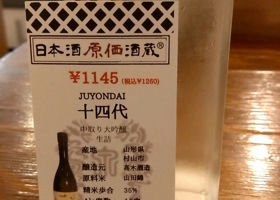 日本酒原価酒蔵®
¥1145(税込¥1260)
JUYONDAI
十四代
中取り大吟醸
生詰
産地 山形県
村山市
醸造元 高木酒造
原料米 山田錦
精米歩合 35%